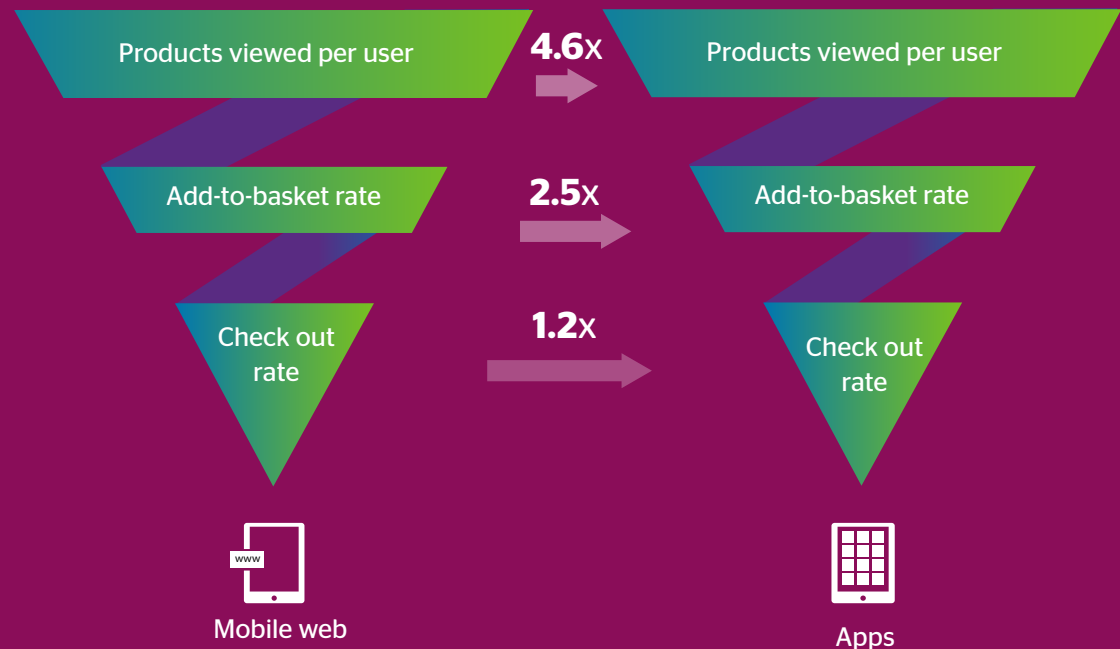 Products viewed per user
4.6x
Products viewed per user
Add-to-basket rate
2.5x
Add-to-basket rate
Check out
rate
1.2x
Check out
rate
www
Mobile web
Apps